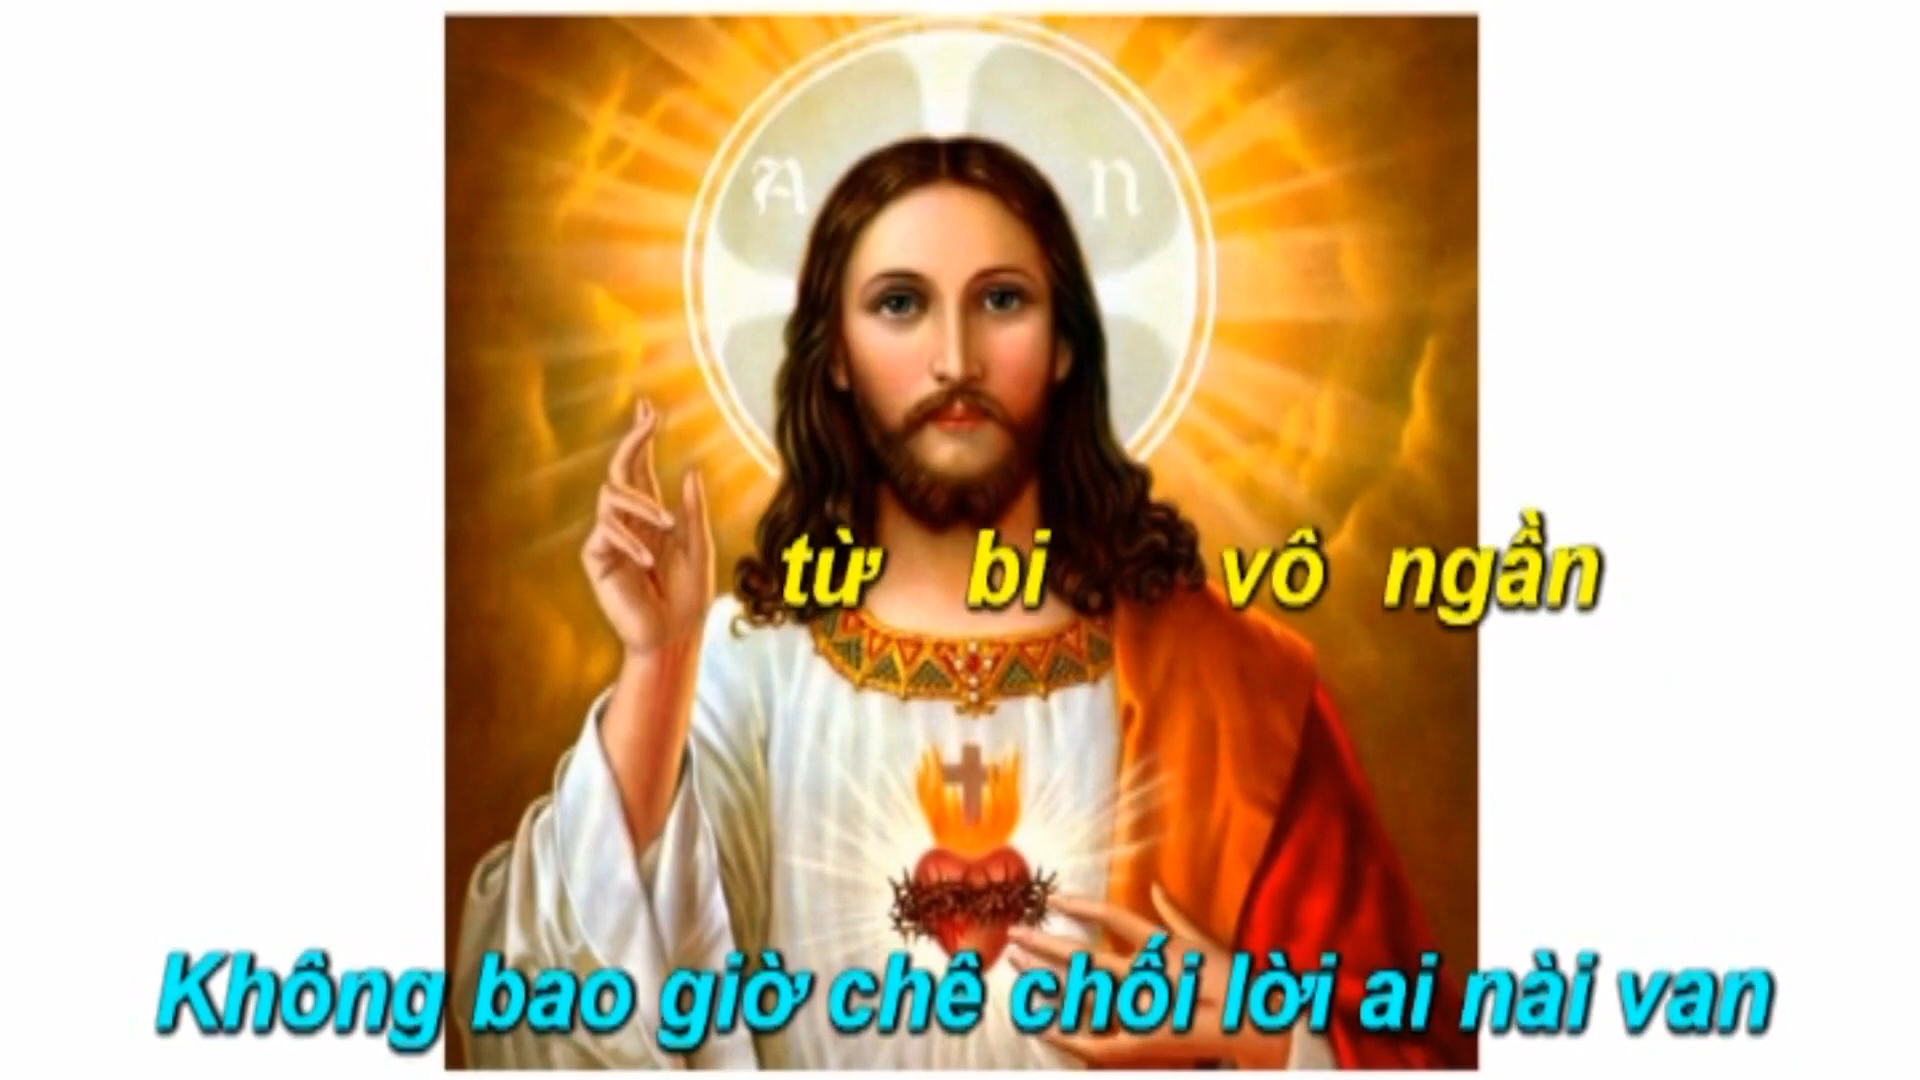 A n
từ bi vô ngần
Không bao giờ chê chối lời ai nài van